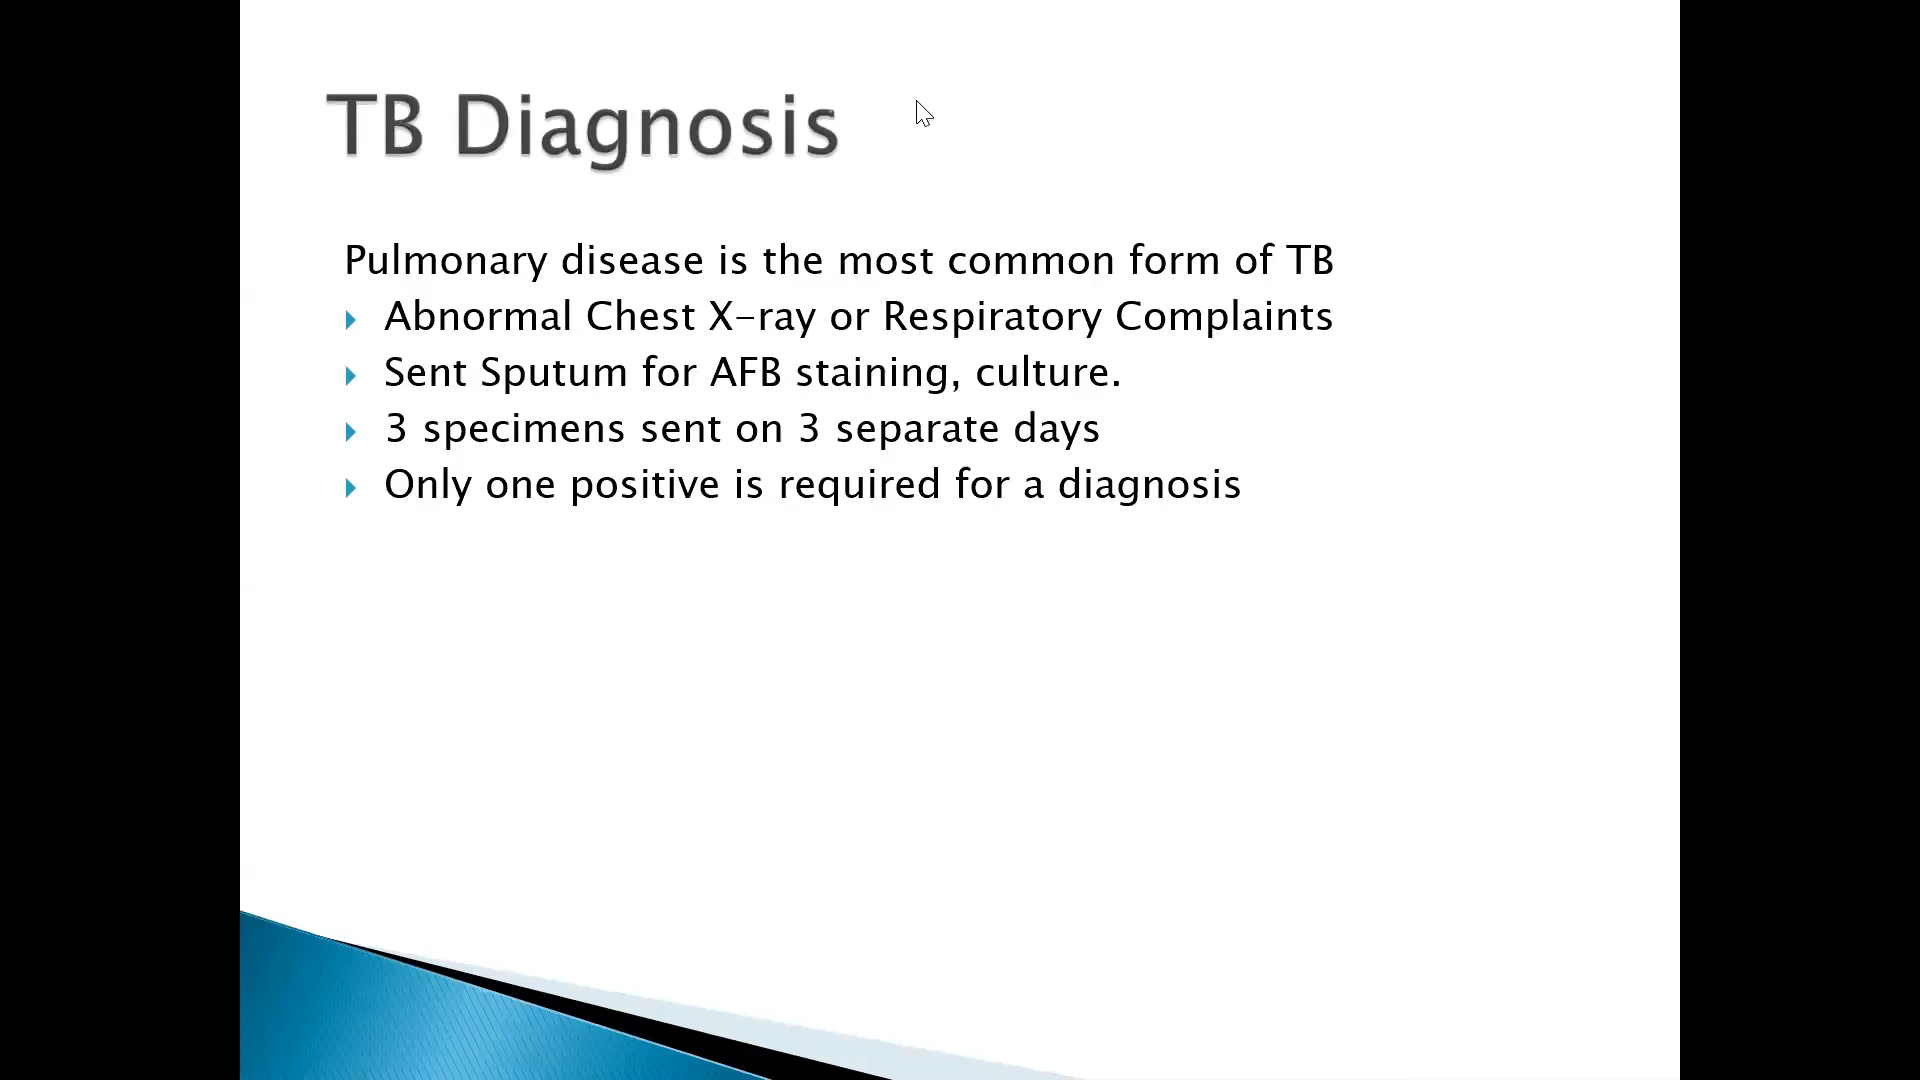 TB Diagnosis
Pulmonary disease is the most common form of TB
Abnormal Chest X-ray or Respiratory Complaints
Sent Sputum for AFB staining, culture.
3 specimens sent on 3 separate days
Only one positive is required for a diagnosis